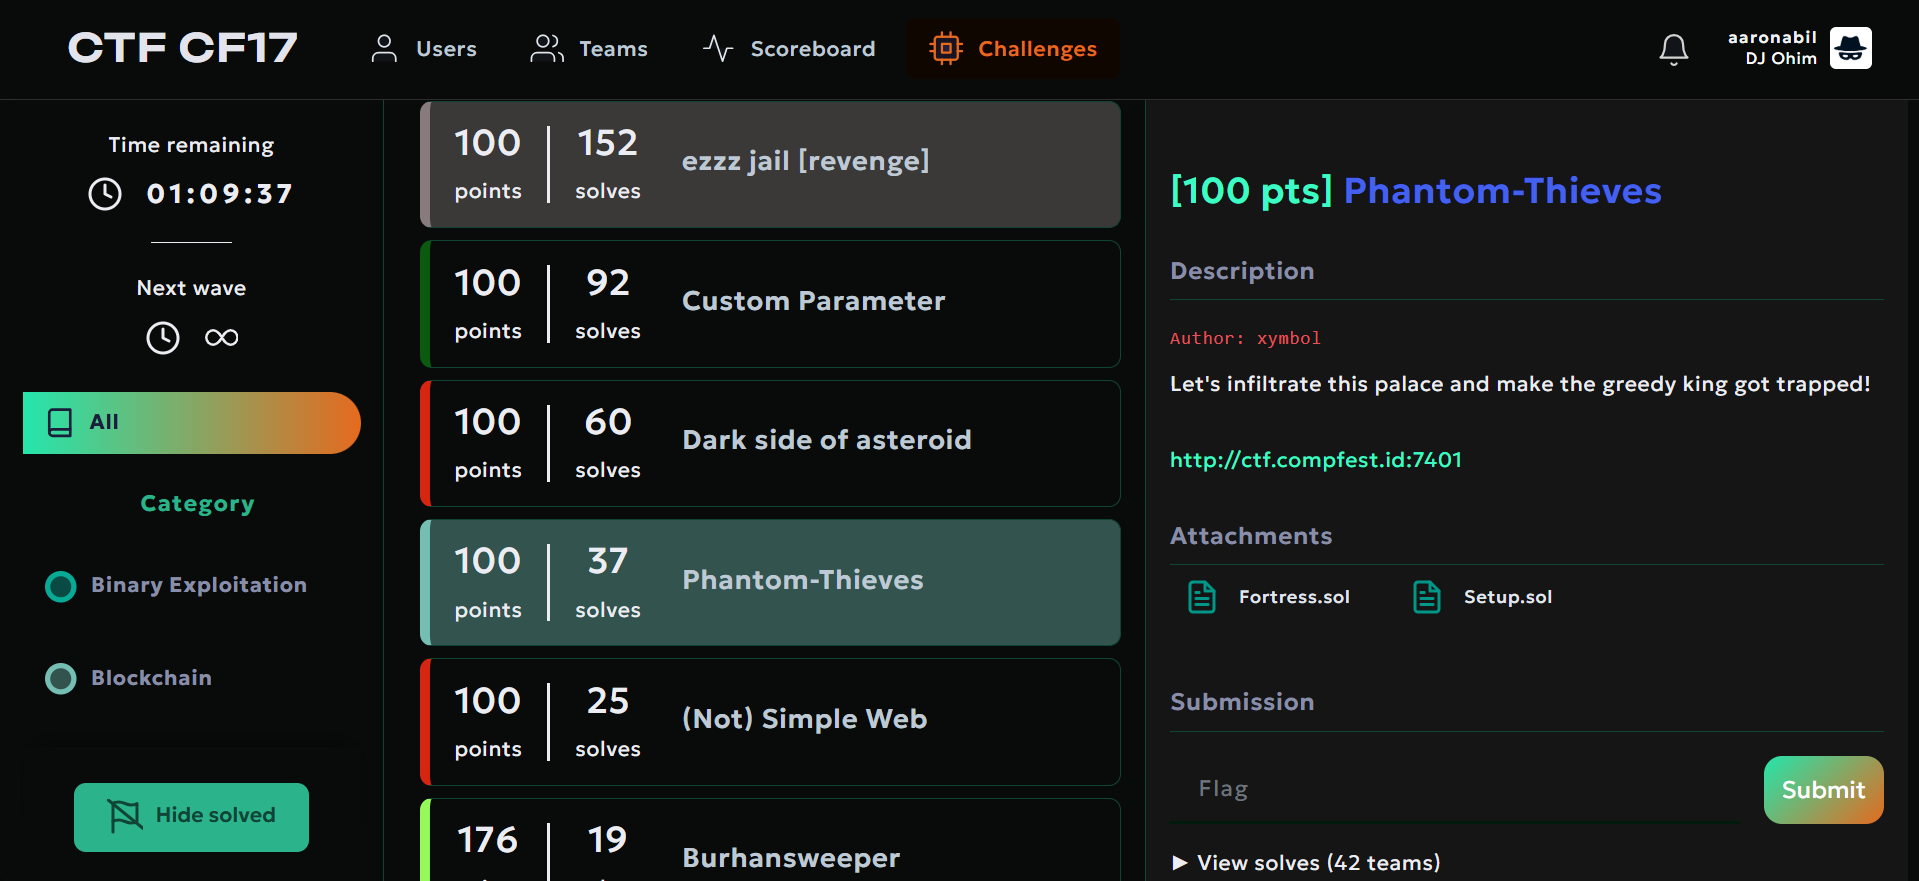 CTF CF17
Users
Teams
Scoreboard
Challenges
aaronabil
DJ Ohim
Time remaining
01:09:37
Next wave
∞
All
Category
Binary Exploitation
Blockchain
Hide solved
100 points
152 solves
ezzz jail [revenge]
100 points
92 solves
Custom Parameter
100 points
60 solves
Dark side of asteroid
100 points
37 solves
Phantom-Thieves
100 points
25 solves
(Not) Simple Web
176
19
Burhansweeper
[100 pts] Phantom-Thieves
Description
Author: xymbol
Let's infiltrate this palace and make the greedy king got trapped!
http://ctf.compfest.id:7401
Attachments
Fortress.sol
Setup.sol
Submission
Flag
Submit
▶ View solves (42 teams)